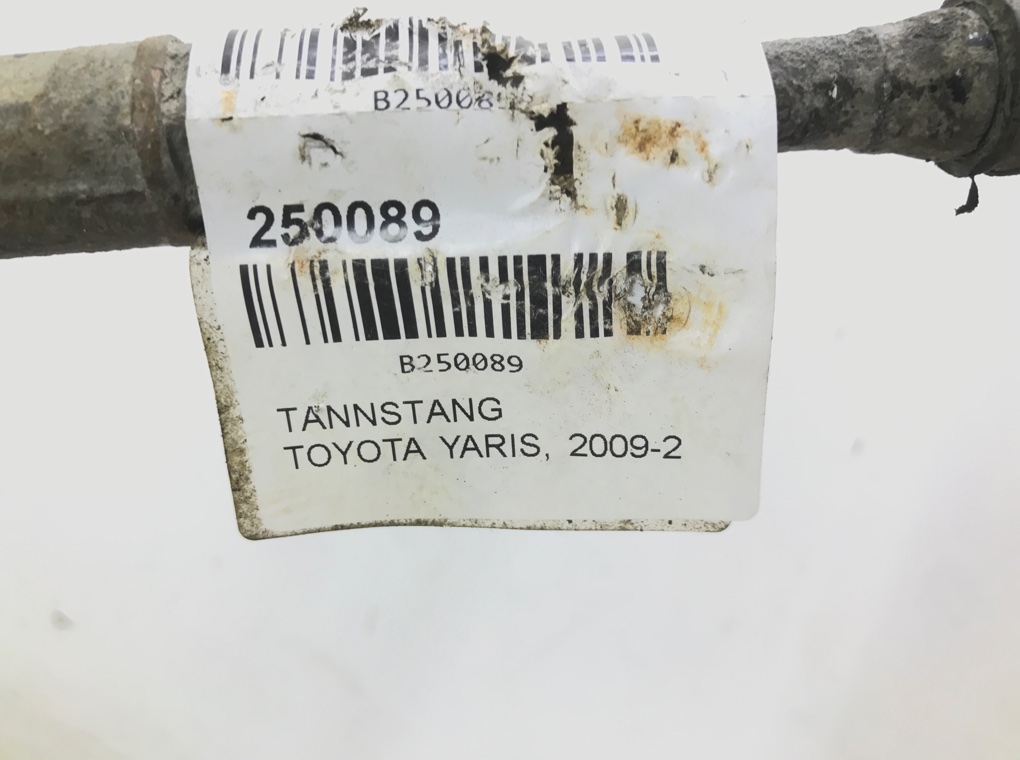 B25008
250089
B250089
TANNSTANG
TOYOTA YARIS, 2009-2